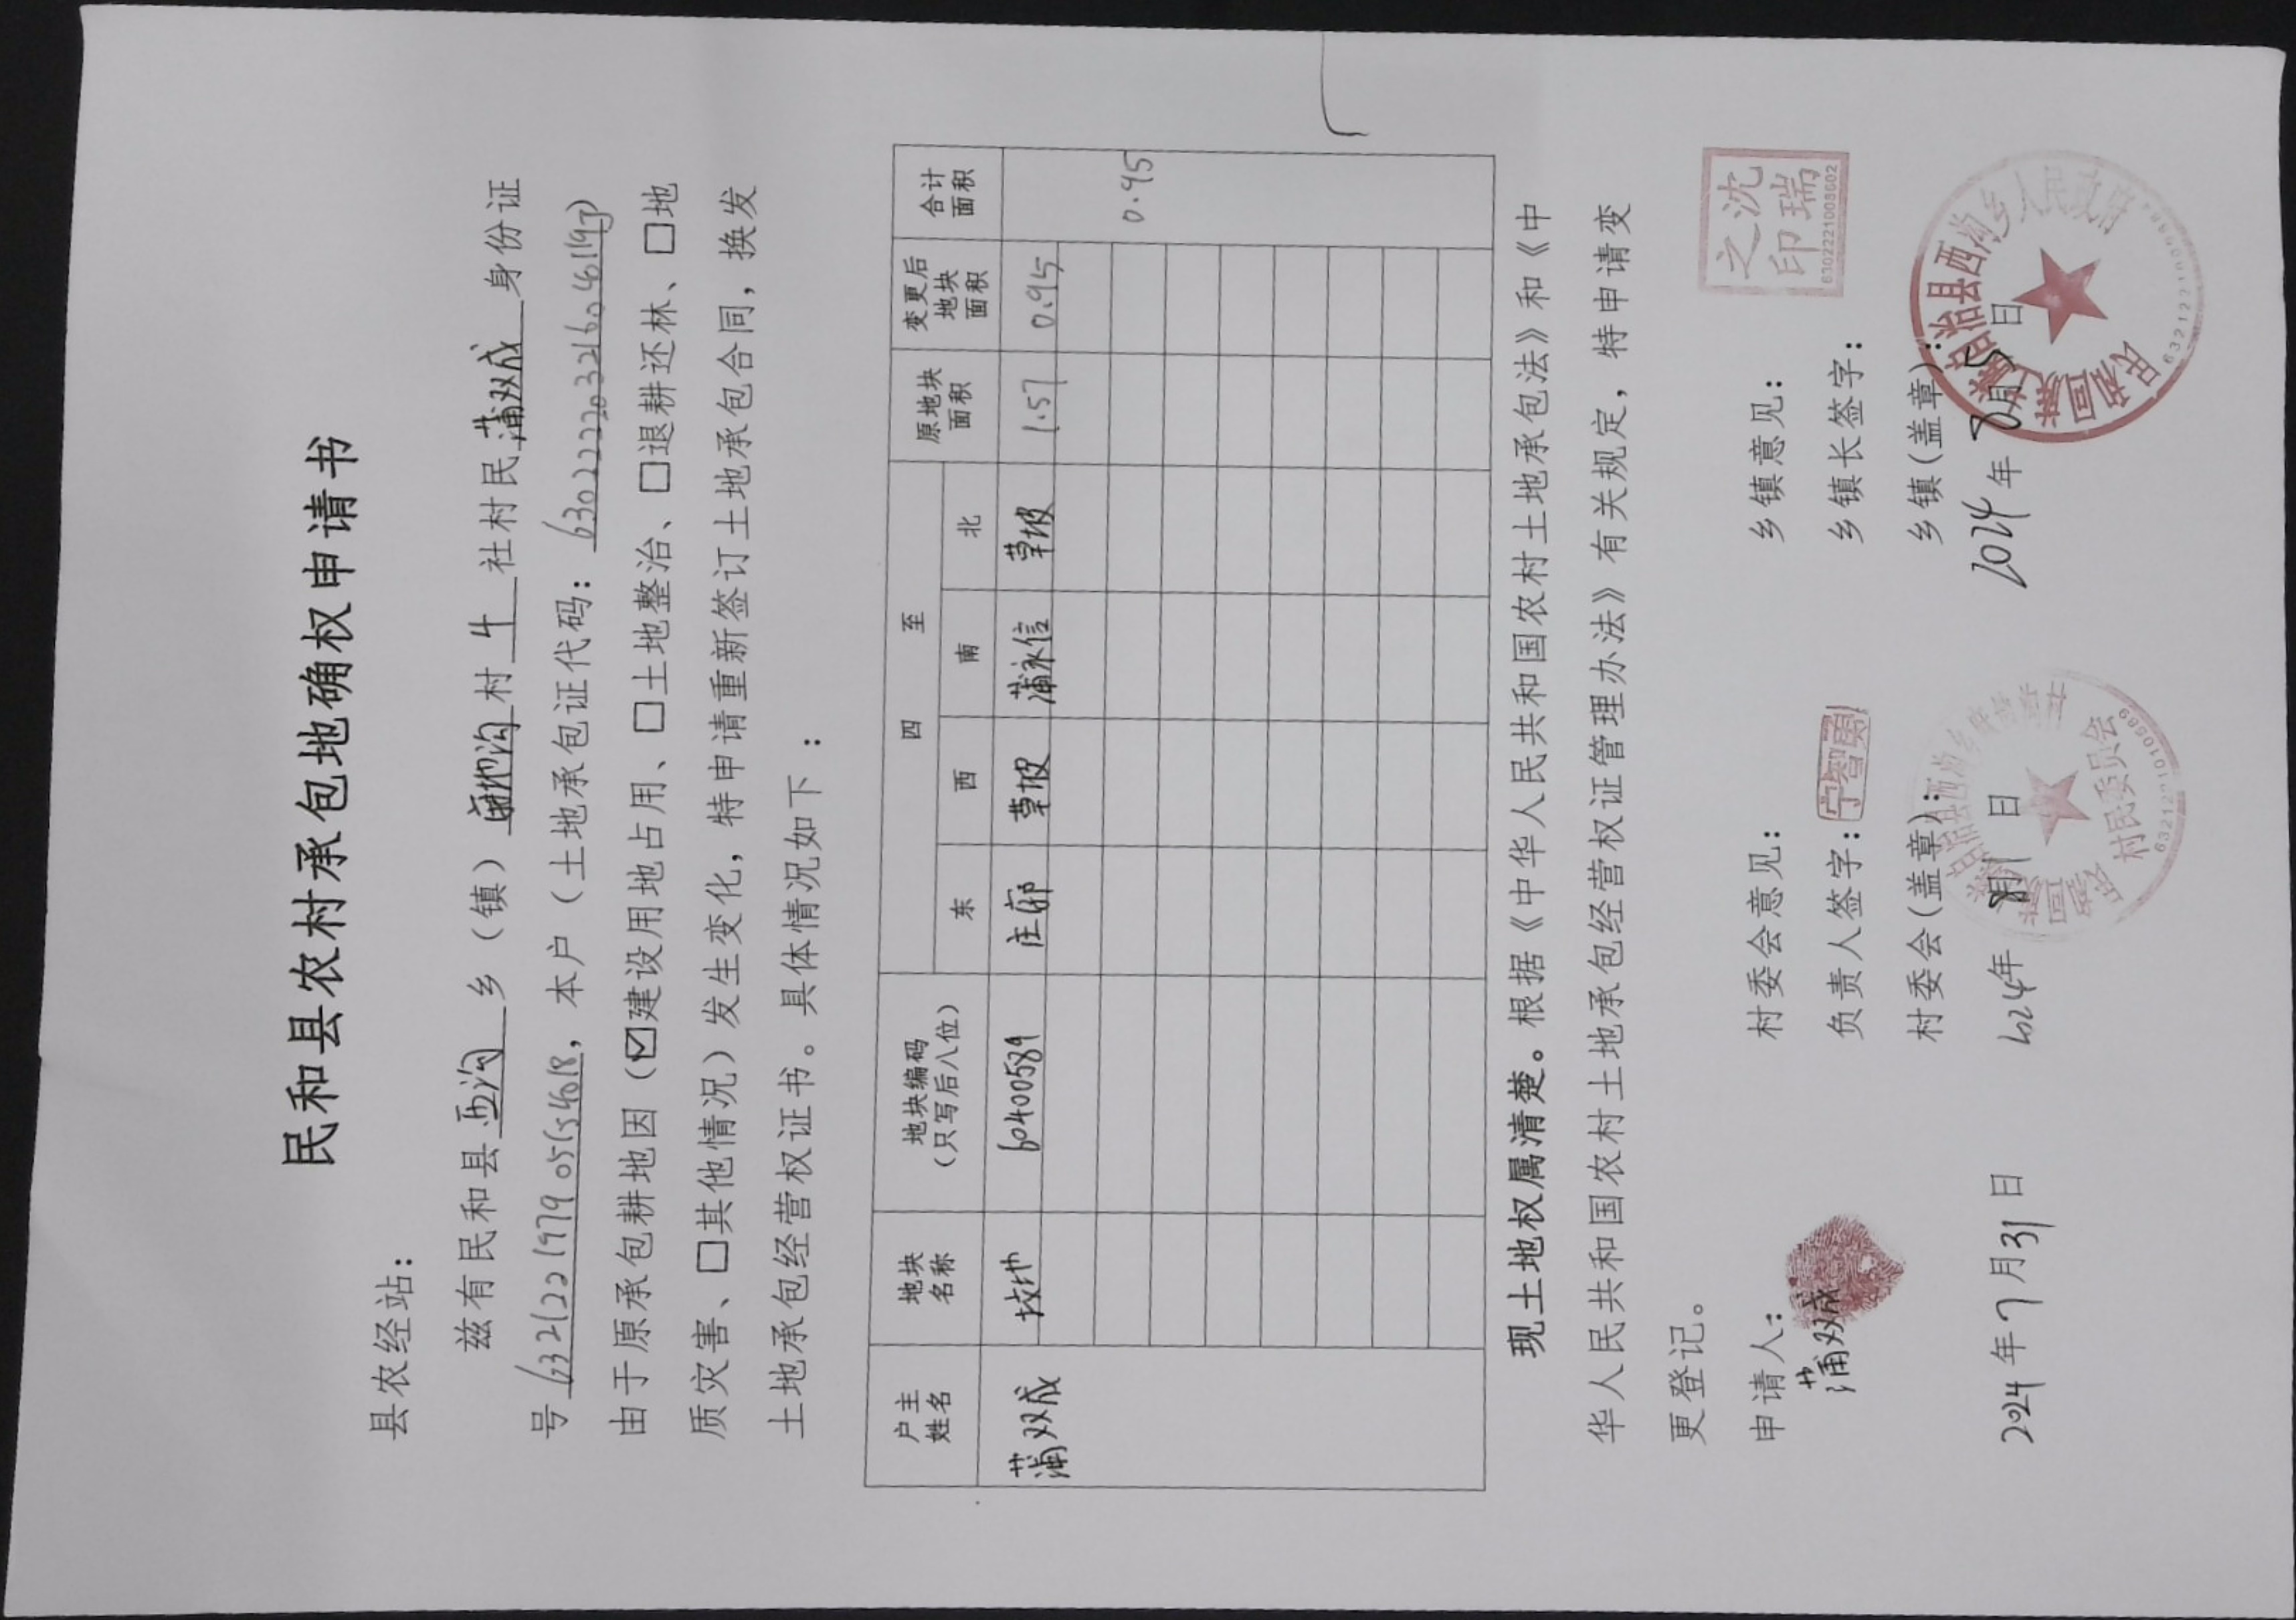 民和县农村承包地确权申请书
县农经站：
兹有民和县西沟乡（镇）麻地沟村 社村民蒲双成身份证
号632122197905154018，本户（土地承包证代码：
由于原承包耕地因（☑建设用地占用、□土地整治、□退耕还林、□地
质灾害、□其他情况）发生变化，特申请重新签订土地承包合同，换发
土地承包经营权证书。具体情况如下：
户主姓名 地块名称 地块编码（只写后八位） 四至 原地块面积 变更后地块面积 合计面积
东 西 南 北
蒲双成 坟地 60400589 庄廓 草坡 蒲永信 草坡 1.57 0.95
0.95
现土地权属清楚。根据《中华人民共和国农村土地承包法》和《中
华人民共和国农村土地承包经营权证管理办法》有关规定，特申请变
更登记。
申请人： 村委会意见： 乡镇意见：
蒲双成 负责人签字：宁智勇 乡镇长签字：
沈瑞之印
6302221008602
村委会(盖章)： 乡镇(盖章)：
2024年7月31日 2024年8月1日 2024年8月5日
民和回族土族自治县西沟乡麻地沟村
村民委员会
民和回族土族自治县西沟乡人民政府